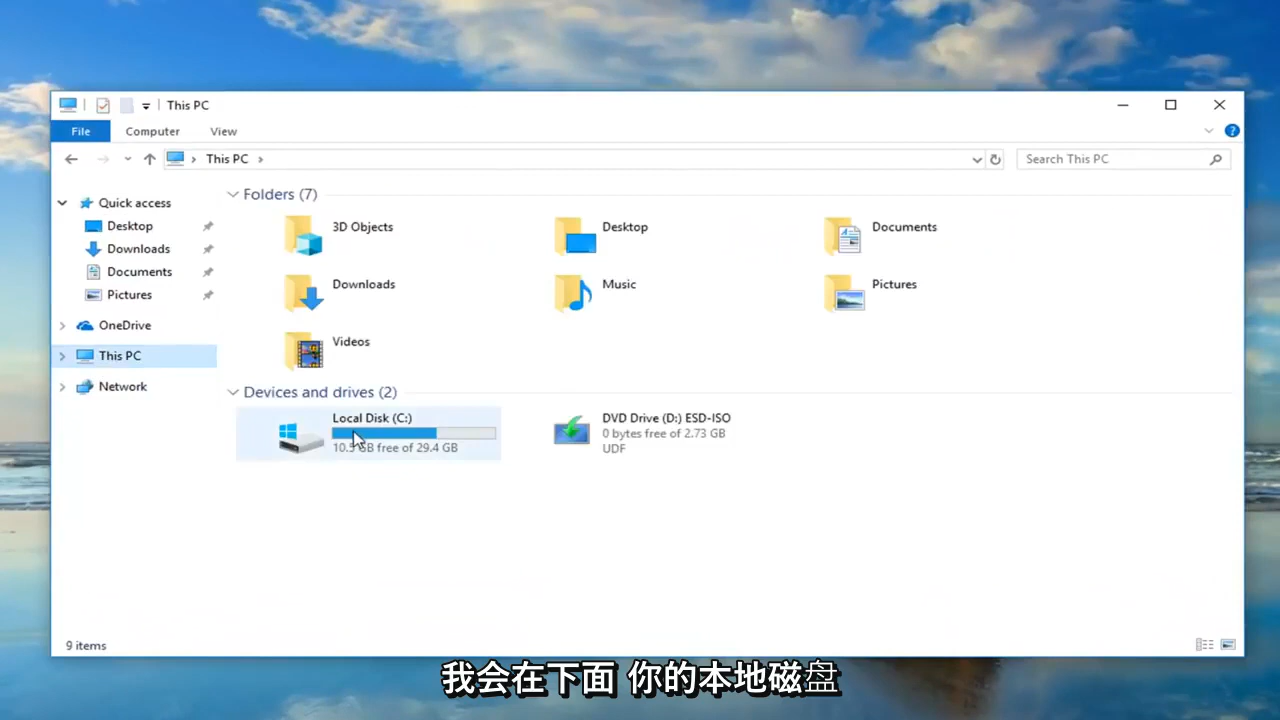 This PC
File
Computer
View
This PC
Search This PC
Quick access
Desktop
Downloads
Documents
Pictures
OneDrive
This PC
Network
Folders (7)
3D Objects
Desktop
Documents
Downloads
Music
Pictures
Videos
Devices and drives (2)
Local Disk (C:)
10.5 GB free of 29.4 GB
DVD Drive (D:) ESD-ISO
0 bytes free of 2.73 GB
UDF
9 items
我会在下面 你的本地磁盘